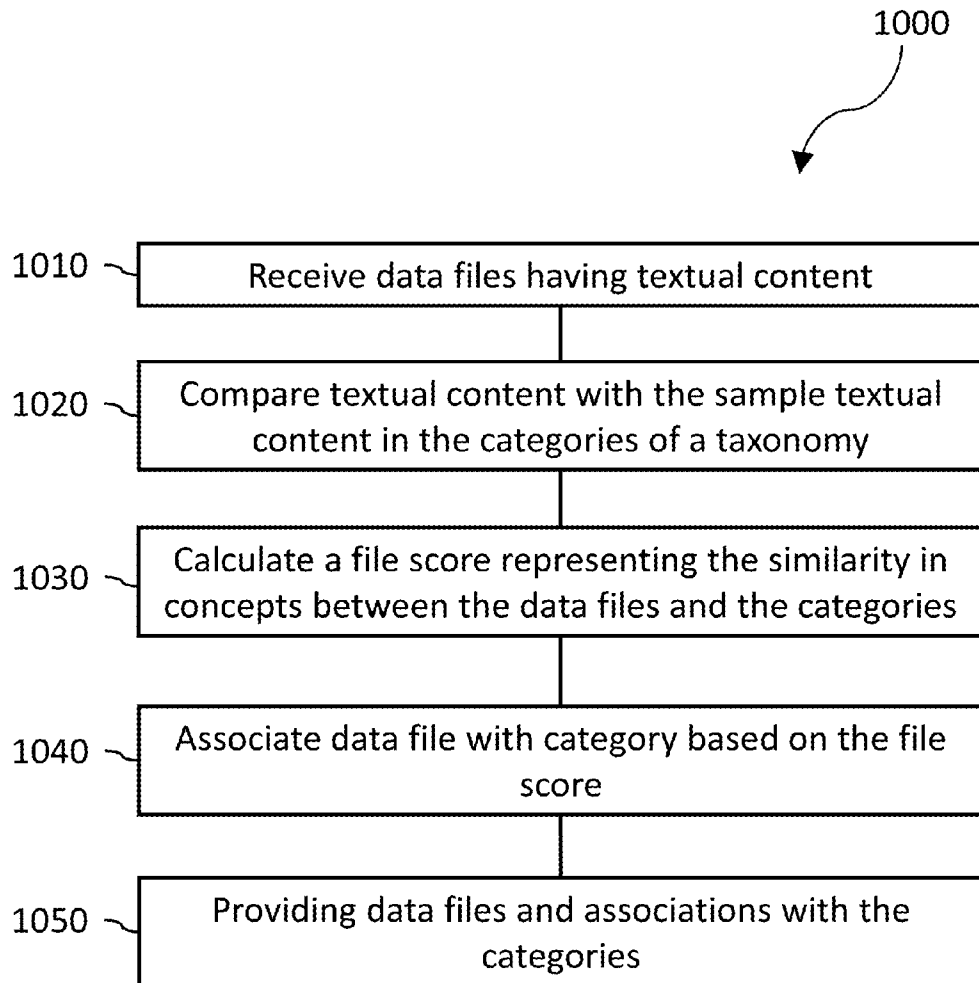 1000
1010
Receive data files having textual content
1020
Compare textual content with the sample textual
content in the categories of a taxonomy
1030
Calculate a file score representing the similarity in
concepts between the data files and the categories
1040
Associate data file with category based on the file
score
1050
Providing data files and associations with the
categories